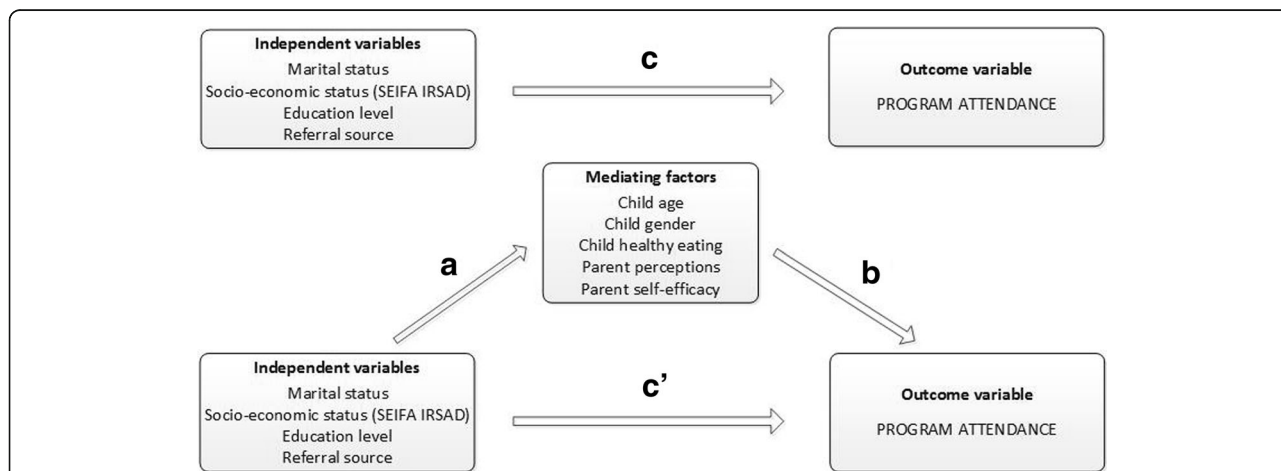 Independent variables
Marital status
Socio-economic status (SEIFA IRSAD)
Education level
Referral source
c
Outcome variable
PROGRAM ATTENDANCE
Mediating factors
Child age
Child gender
Child healthy eating
Parent perceptions
Parent self-efficacy
a
b
Independent variables
Marital status
Socio-economic status (SEIFA IRSAD)
Education level
Referral source
c’
Outcome variable
PROGRAM ATTENDANCE